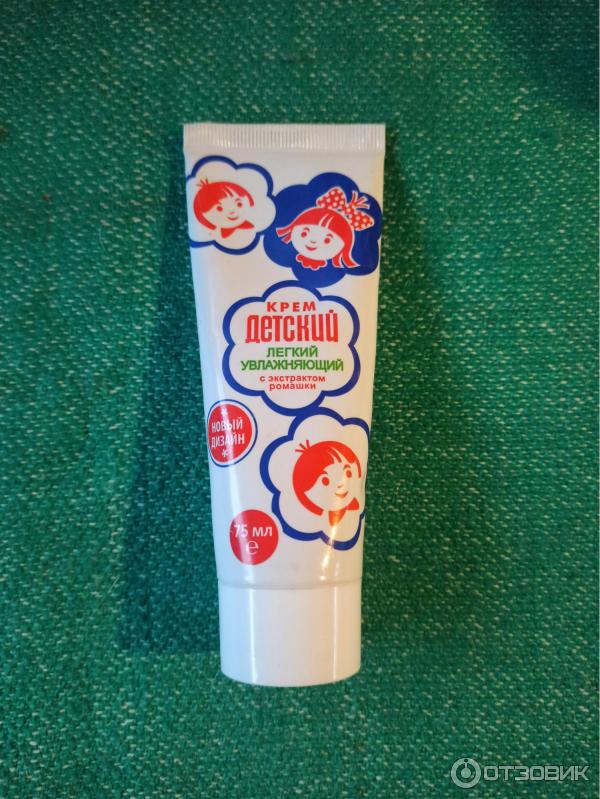 КРЕМ
ДЕТСКИЙ
ЛЕГКИЙ
УВЛАЖНЯЮЩИЙ
с экстрактом
ромашки
НОВЫЙ
ДИЗАЙН
75 мл
e
ОТЗОВИК